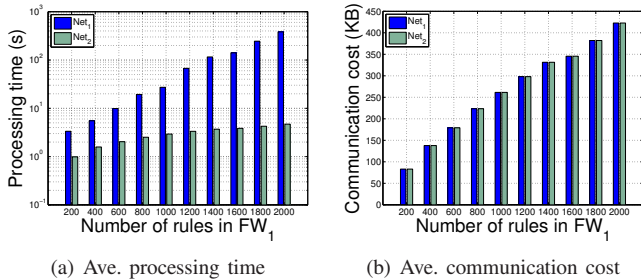 Processing time (s)
10³
10²
10¹
10⁰
10⁻¹
Net₁
Net₂
200 400 600 800 1000 1200 1400 1600 1800 2000
Number of rules in FW₁
(a) Ave. processing time
Communication cost (KB)
450
400
350
300
250
200
150
100
50
0
Net₁
Net₂
200 400 600 800 1000 1200 1400 1600 1800 2000
Number of rules in FW₁
(b) Ave. communication cost